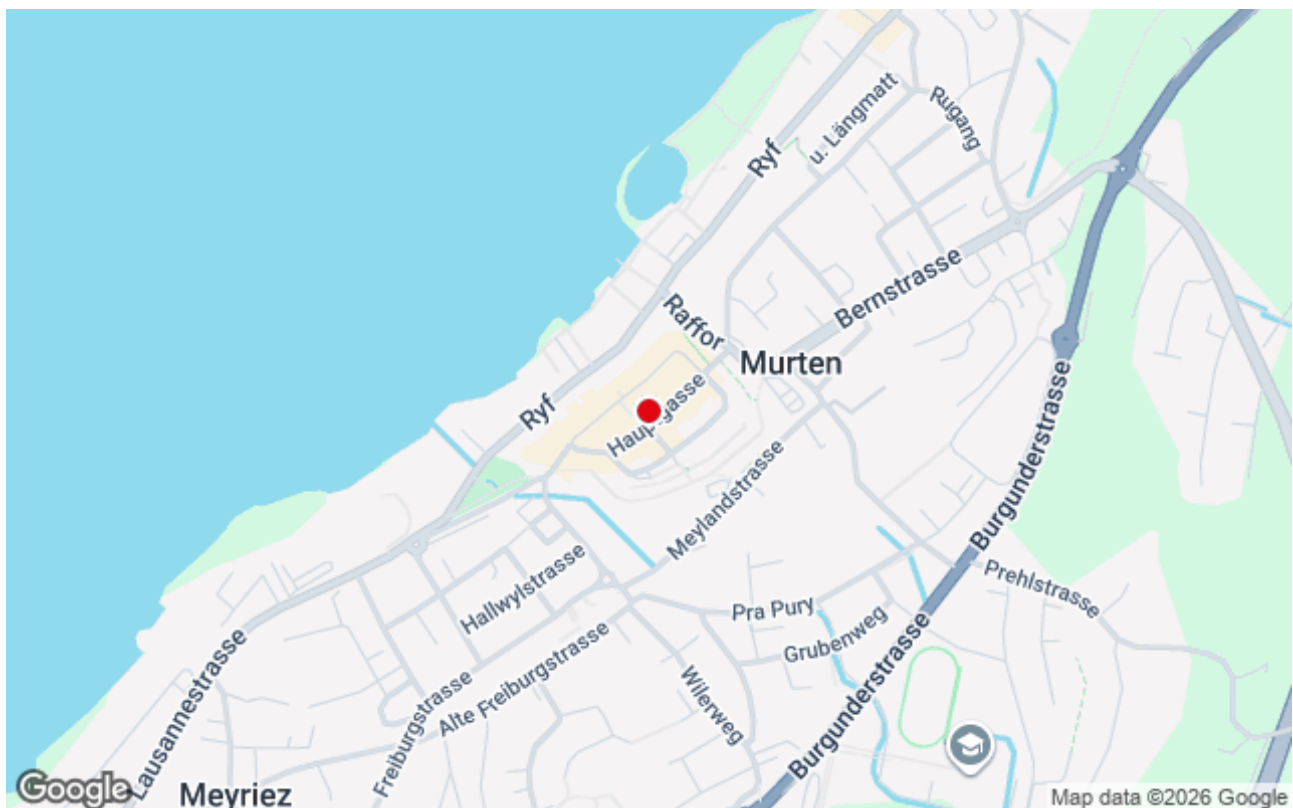 Rugang
u. Längmatt
Ryf
Bernstrasse
Raffor
Murten
Ryf
Hauptgasse
Burgunderstrasse
Meylandstrasse
Prehlstrasse
Hallwylstrasse
Pra Pury
Grubenweg
Lausannestrasse
Alte Freiburgstrasse
Freiburgstrasse
Wilerweg
Burgunderstrasse
Meyriez
Google
Map data ©2026 Google